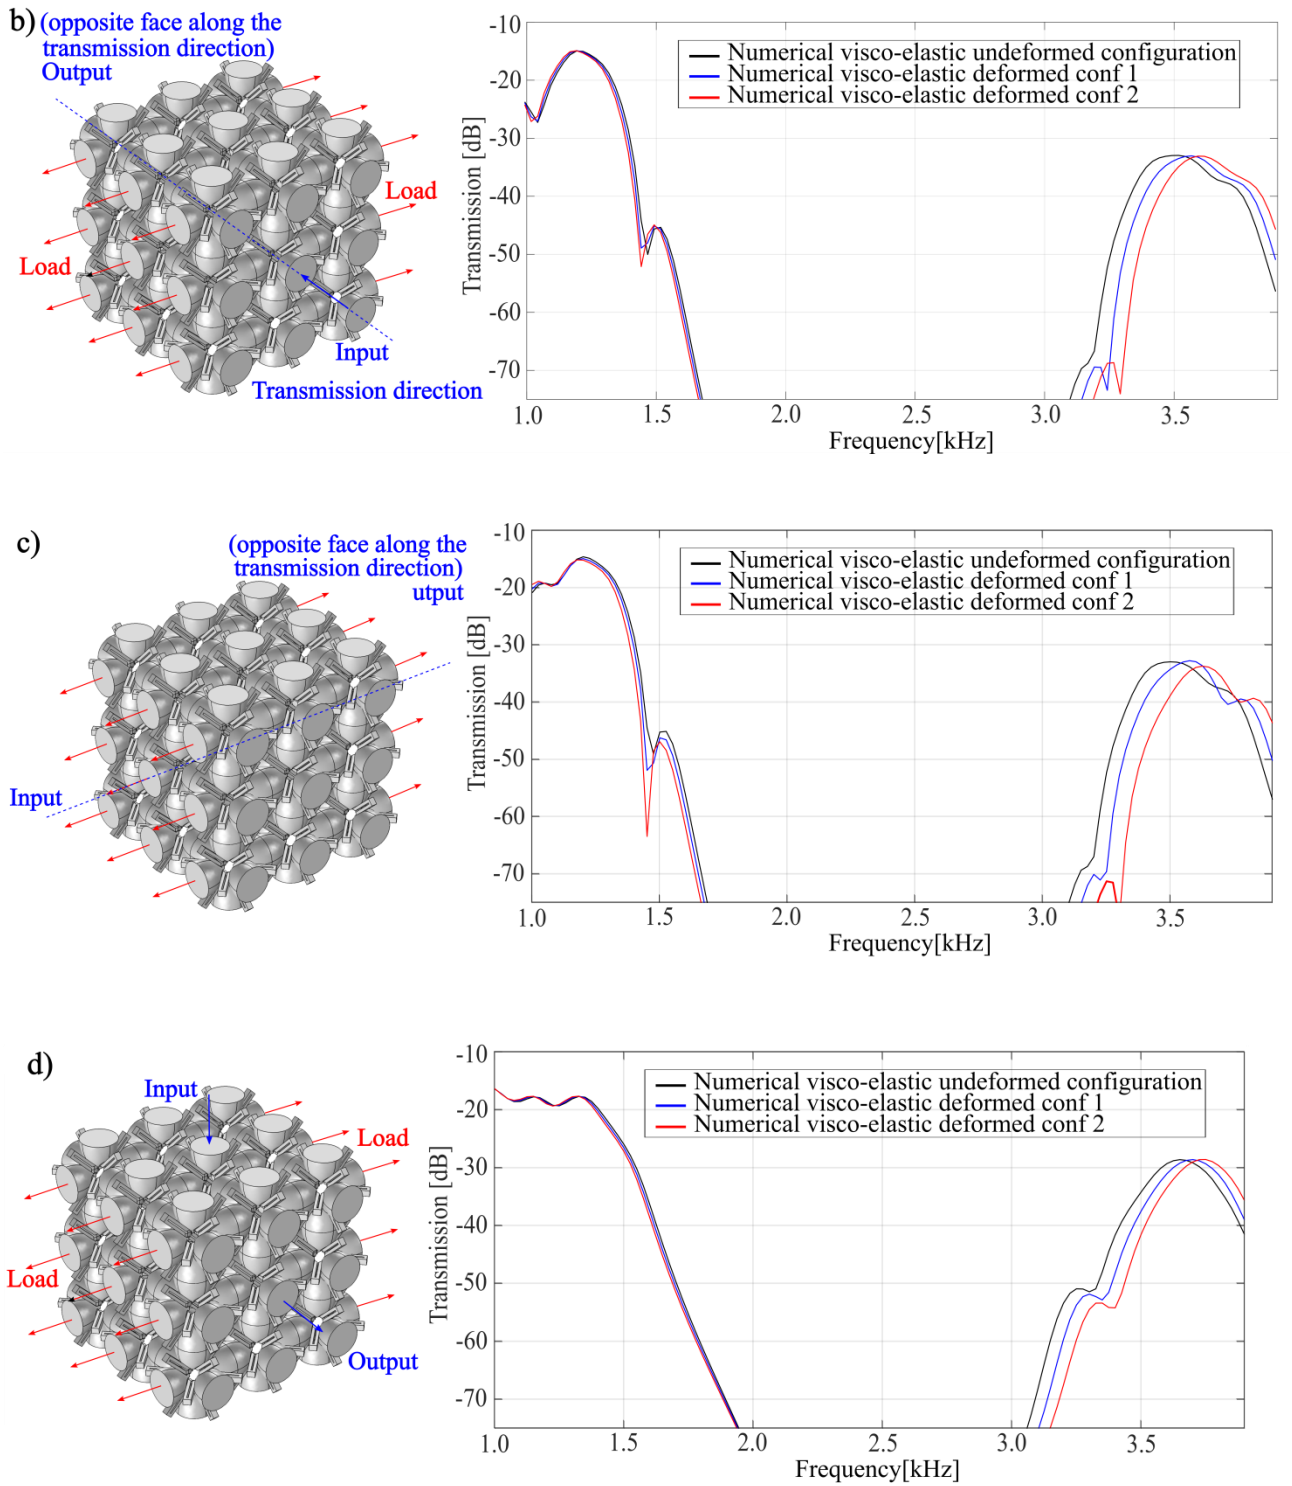 b)
(opposite face along the
transmission direction)
Output
Load
Load
Input
Transmission direction
-10
-20
-30
-40
-50
-60
-70
Transmission [dB]
Numerical visco-elastic undeformed configuration
Numerical visco-elastic deformed conf 1
Numerical visco-elastic deformed conf 2
1.0 1.5 2.0 2.5 3.0 3.5
Frequency[kHz]
c)
(opposite face along the
transmission direction)
utput
Input
-10
-20
-30
-40
-50
-60
-70
Transmission [dB]
Numerical visco-elastic undeformed configuration
Numerical visco-elastic deformed conf 1
Numerical visco-elastic deformed conf 2
1.0 1.5 2.0 2.5 3.0 3.5
Frequency[kHz]
d)
Input
Load
Load
Output
-10
-20
-30
-40
-50
-60
-70
Transmission [dB]
Numerical visco-elastic undeformed configuration
Numerical visco-elastic deformed conf 1
Numerical visco-elastic deformed conf 2
1.0 1.5 2.0 2.5 3.0 3.5
Frequency[kHz]